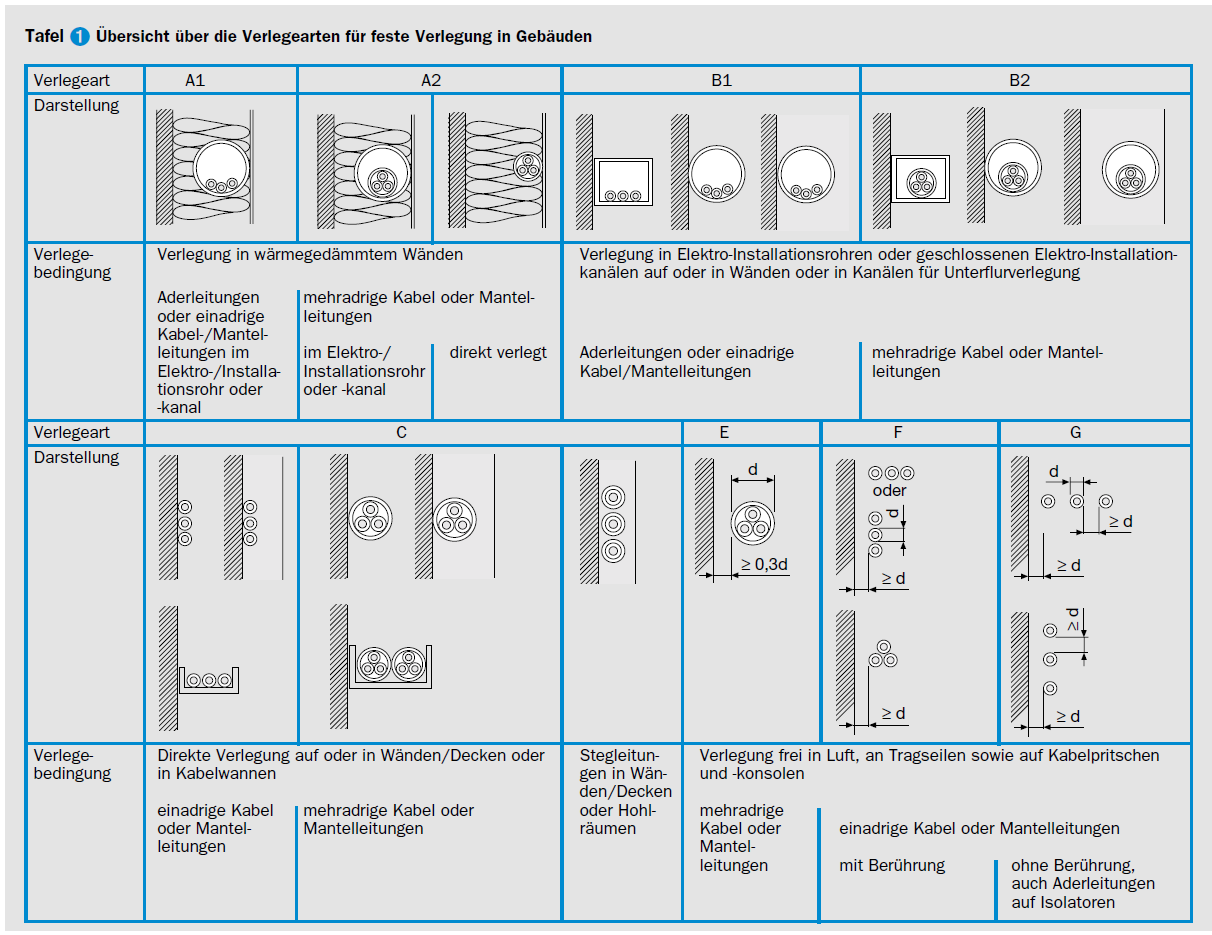 Tafel 1 Übersicht über die Verlegearten für feste Verlegung in Gebäuden
Verlegeart A1 A2 B1 B2
Darstellung
Verlege-
bedingung
Verlegung in wärmegedämmtem Wänden
Aderleitungen
oder einadrige
Kabel-/Mantel-
leitungen im
Elektro-/Installa-
tionsrohr oder
-kanal
mehradrige Kabel oder Mantel-
leitungen
im Elektro-/
Installationsrohr
oder -kanal
direkt verlegt
Verlegung in Elektro-Installationsrohren oder geschlossenen Elektro-Installation-
kanälen auf oder in Wänden oder in Kanälen für Unterflurverlegung
Aderleitungen oder einadrige
Kabel/Mantelleitungen
mehradrige Kabel oder Mantel-
leitungen
Verlegeart C E F G
Darstellung
d
≥ 0,3d
oder
d
≥ d
≥ d
d
≥ d
≥ d
≥ d
≥ d
Verlege-
bedingung
Direkte Verlegung auf oder in Wänden/Decken oder
in Kabelwannen
einadrige Kabel
oder Mantel-
leitungen
mehradrige Kabel oder
Mantelleitungen
Stegleitun-
gen in Wän-
den/Decken
oder Hohl-
räumen
Verlegung frei in Luft, an Tragseilen sowie auf Kabelpritschen
und -konsolen
mehradrige
Kabel oder
Mantel-
leitungen
einadrige Kabel oder Mantelleitungen
mit Berührung
ohne Berührung,
auch Aderleitungen
auf Isolatoren